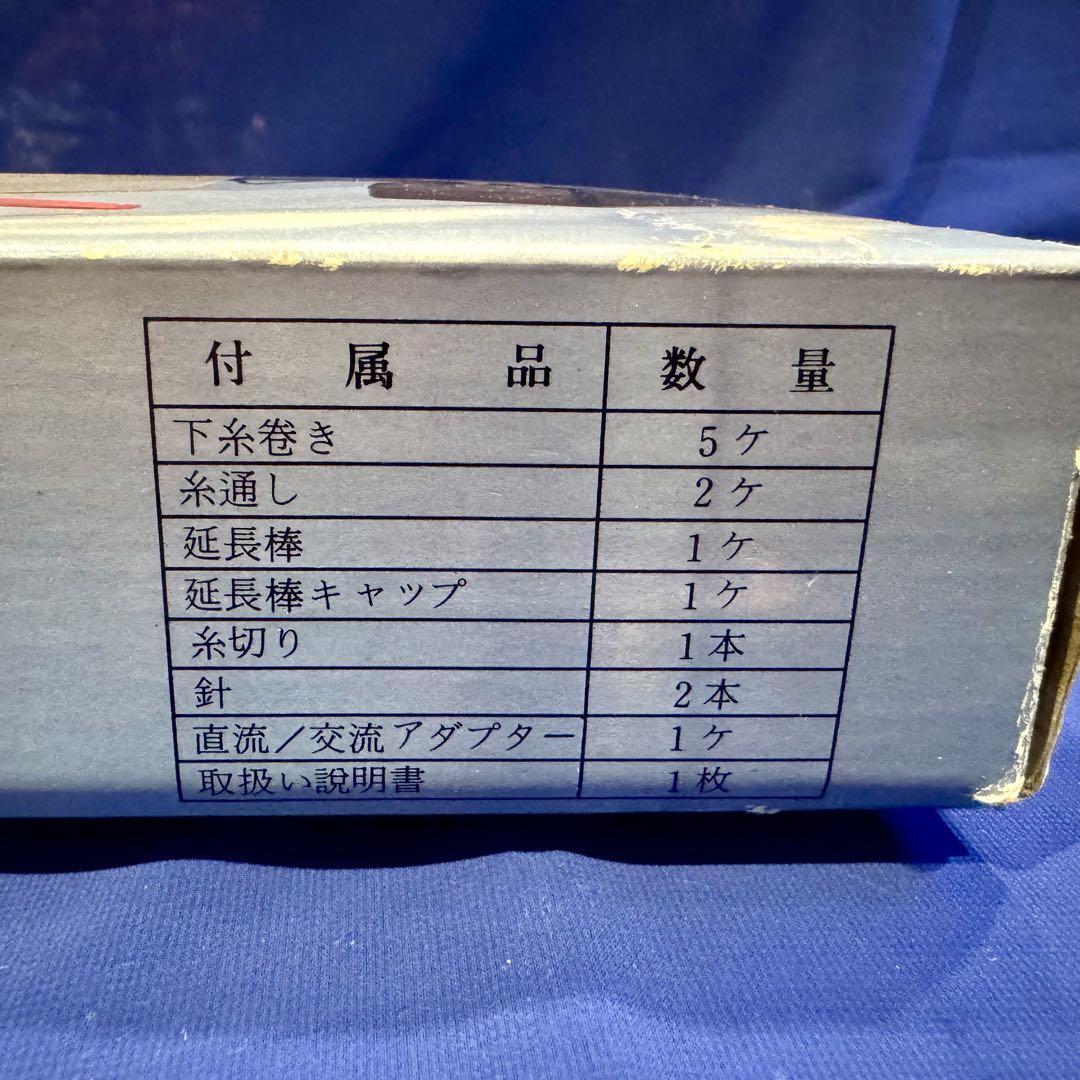 付属品 数量
下糸巻き 5ケ
糸通し 2ケ
延長棒 1ケ
延長棒キャップ 1ケ
糸切り 1本
針 2本
直流/交流アダプター 1ケ
取扱い説明書 1枚